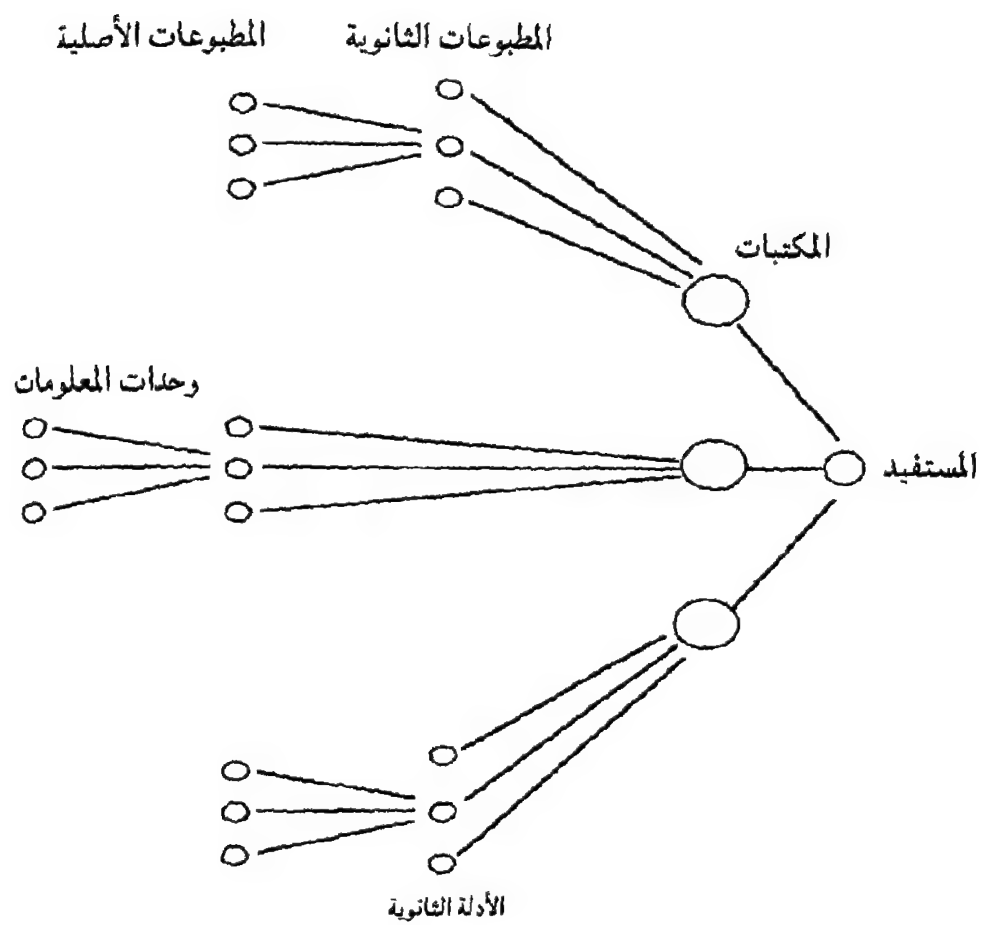 المطبوعات الثانوية
المطبوعات الأصلية
المكتبات
وحدات المعلومات
المستفيد
الأدلة الثانوية